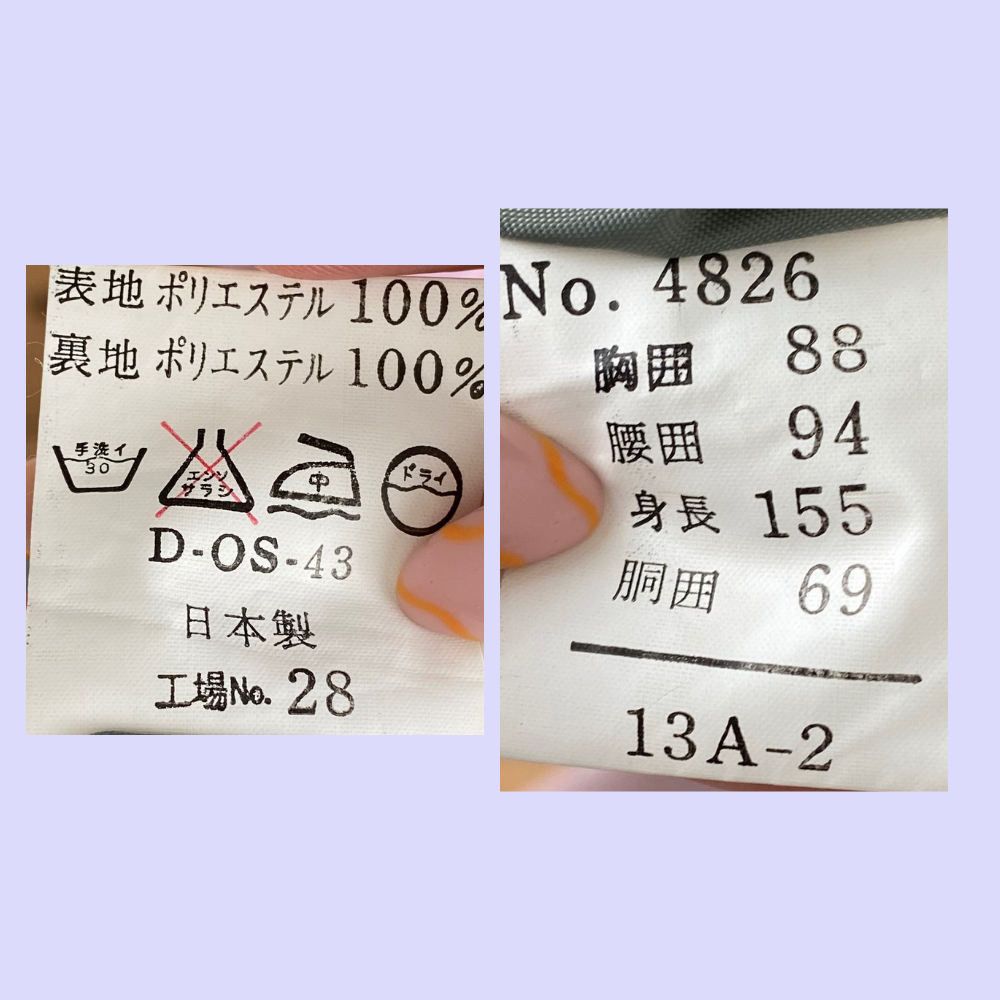 表地 ポリエステル 100%
裏地 ポリエステル 100%
手洗イ
30
エンソ
サラシ
中
ドライ
D-OS-43
日本製
工場No. 28
No. 4826
胸囲 88
腰囲 94
身長 155
胴囲 69
13A-2